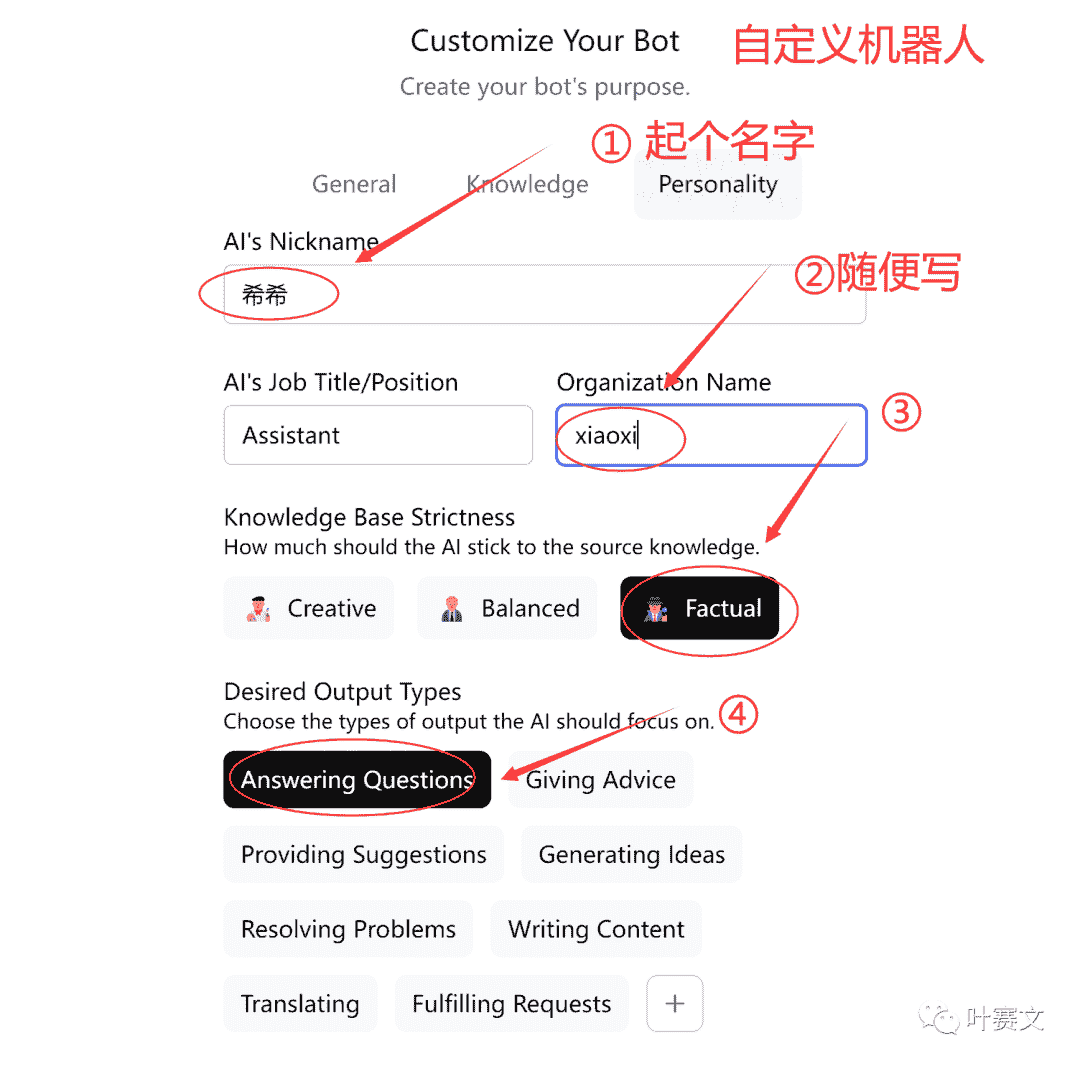 Customize Your Bot
自定义机器人
Create your bot's purpose.
① 起个名字
General Knowledge Personality
AI's Nickname
②随便写
希希
AI's Job Title/Position
Organization Name
③
Assistant
xiaoxi
Knowledge Base Strictness
How much should the AI stick to the source knowledge.
Creative Balanced Factual
Desired Output Types
Choose the types of output the AI should focus on.
④
Answering Questions Giving Advice
Providing Suggestions Generating Ideas
Resolving Problems Writing Content
Translating Fulfilling Requests +
叶赛文